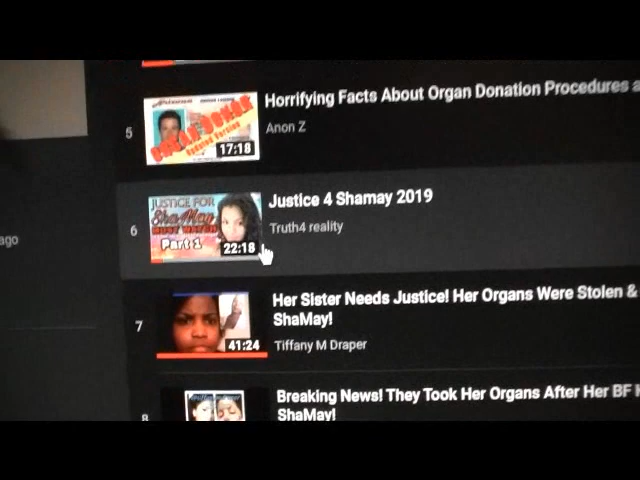 5
Horrifying Facts About Organ Donation Procedures a
Anon Z
17:18
ago
6
JUSTICE FOR
ShaMay
MUST WATCH
Part 1
22:18
Justice 4 Shamay 2019
Truth4 reality
7
41:24
Her Sister Needs Justice! Her Organs Were Stolen &
ShaMay!
Tiffany M Draper
8
Breaking News! They Took Her Organs After Her BF
ShaMay!